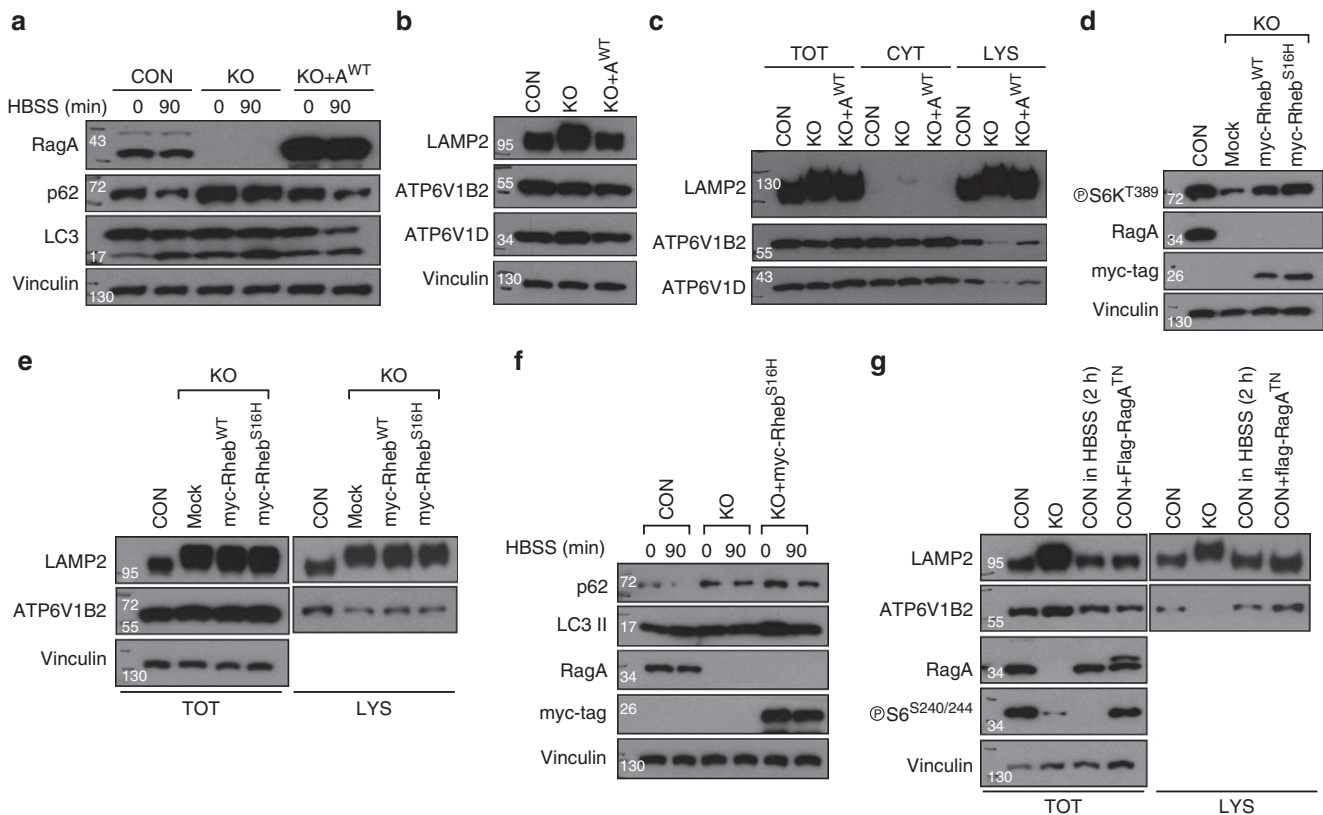 a
CON KO KO+A^WT
HBSS (min) 0 90 0 90 0 90
RagA 43
p62 72
LC3 17
Vinculin 130
b
CON KO KO+A^WT
LAMP2 95
ATP6V1B2 55
ATP6V1D 34
Vinculin 130
c
TOT CYT LYS
CON KO KO+A^WT CON KO KO+A^WT CON KO KO+A^WT
LAMP2 130
ATP6V1B2 55
ATP6V1D 43
d
KO
CON Mock myc-Rheb^WT myc-Rheb^S16H
ⓅS6K^T389 72
RagA 34
myc-tag 26
Vinculin 130
e
KO KO
CON Mock myc-Rheb^WT myc-Rheb^S16H CON Mock myc-Rheb^WT myc-Rheb^S16H
LAMP2 95
ATP6V1B2 72 55
Vinculin 130
TOT LYS
f
CON KO KO+myc-Rheb^S16H
HBSS (min) 0 90 0 90 0 90
p62 72
LC3 II 17
RagA 34
myc-tag 26
Vinculin 130
g
CON KO CON in HBSS (2 h) CON+Flag-RagA^TN CON KO CON in HBSS (2 h) CON+flag-RagA^TN
LAMP2 95
ATP6V1B2 55
RagA 34
ⓅS6^S240/244 34
Vinculin 130
TOT LYS